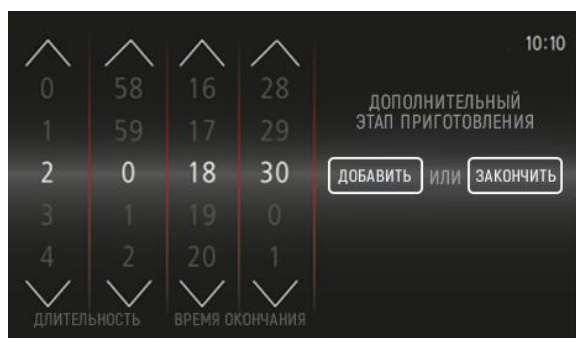 10:10
0 58 16 28
1 59 17 29
2 0 18 30
3 1 19 0
4 2 20 1
ДЛИТЕЛЬНОСТЬ ВРЕМЯ ОКОНЧАНИЯ
ДОПОЛНИТЕЛЬНЫЙ
ЭТАП ПРИГОТОВЛЕНИЯ
ДОБАВИТЬ ИЛИ ЗАКОНЧИТЬ